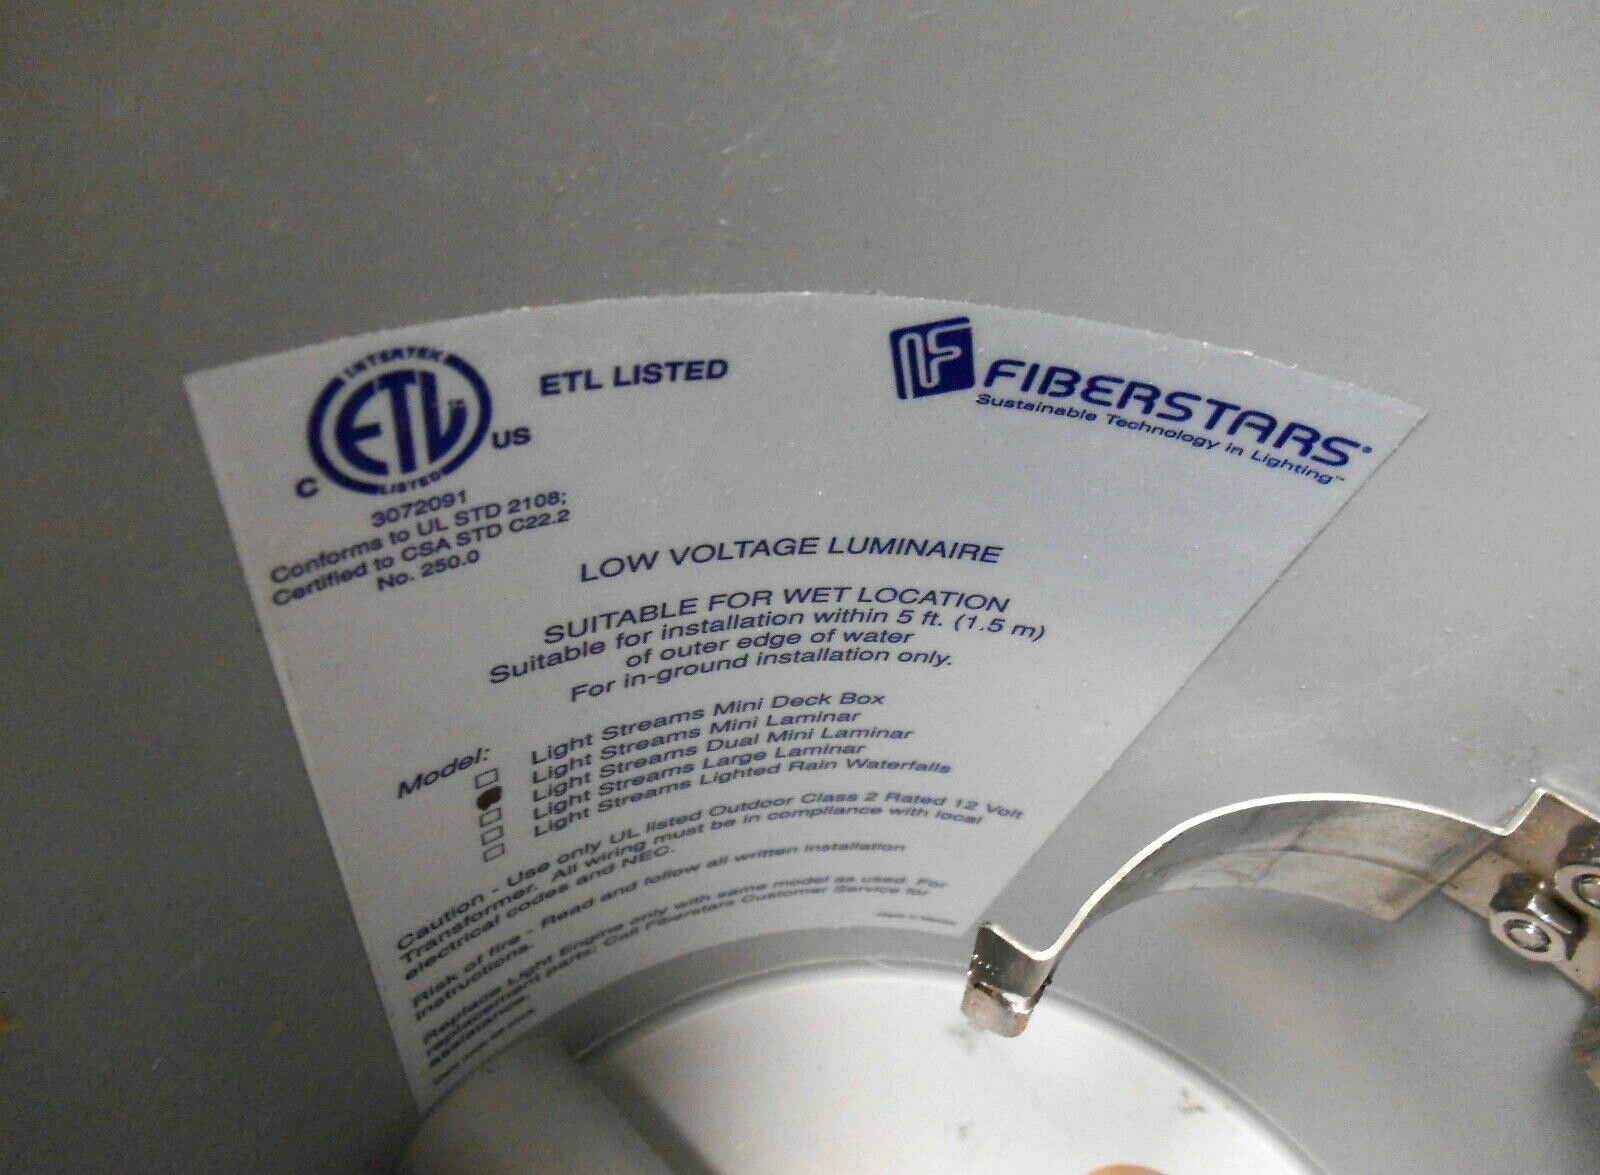 INTERTEK
ETL
LISTED
C
US
ETL LISTED
FIBERSTARS®
Sustainable Technology in Lighting™
3072091
Conforms to UL STD 2108;
Certified to CSA STD C22.2
No. 250.0
LOW VOLTAGE LUMINAIRE
SUITABLE FOR WET LOCATION
Suitable for installation within 5 ft. (1.5 m)
of outer edge of water
For in-ground installation only.
Model:
Light Streams Mini Deck Box
Light Streams Mini Laminar
Light Streams Dual Mini Laminar
Light Streams Large Laminar
Light Streams Lighted Rain Waterfalls
Caution - Use only UL listed Outdoor Class 2 Rated 12 Volt
Transformer. All wiring must be in compliance with local
electrical codes and NEC.
Risk of fire - Read and follow all written installation
instructions.
Replace Light Engine only with same model as used. For
replacement parts; Call Fiberstars Customer Service for
assistance.
Made in